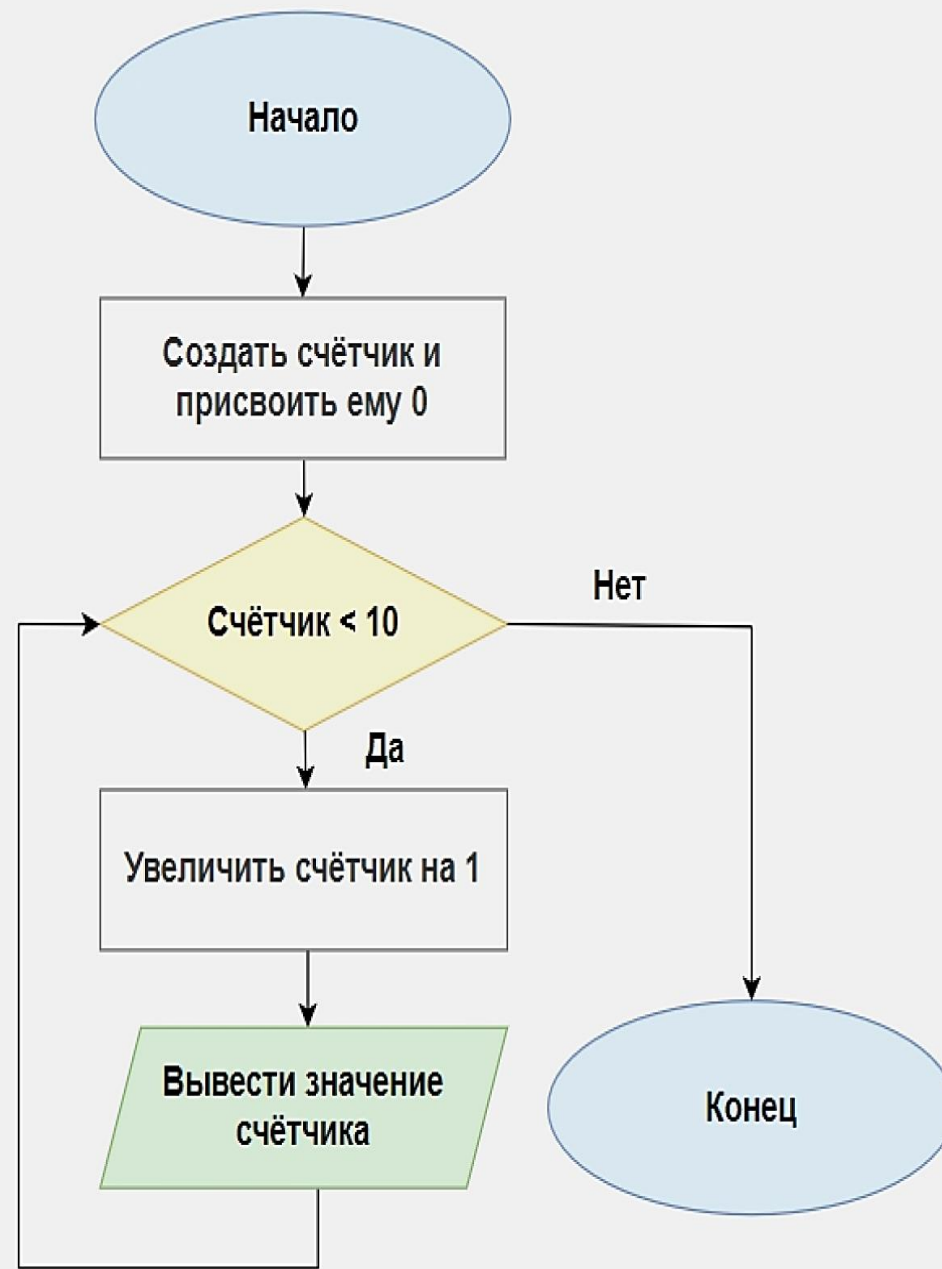 Начало
Создать счётчик и
присвоить ему 0
Счётчик < 10
Нет
Да
Увеличить счётчик на 1
Вывести значение
счётчика
Конец